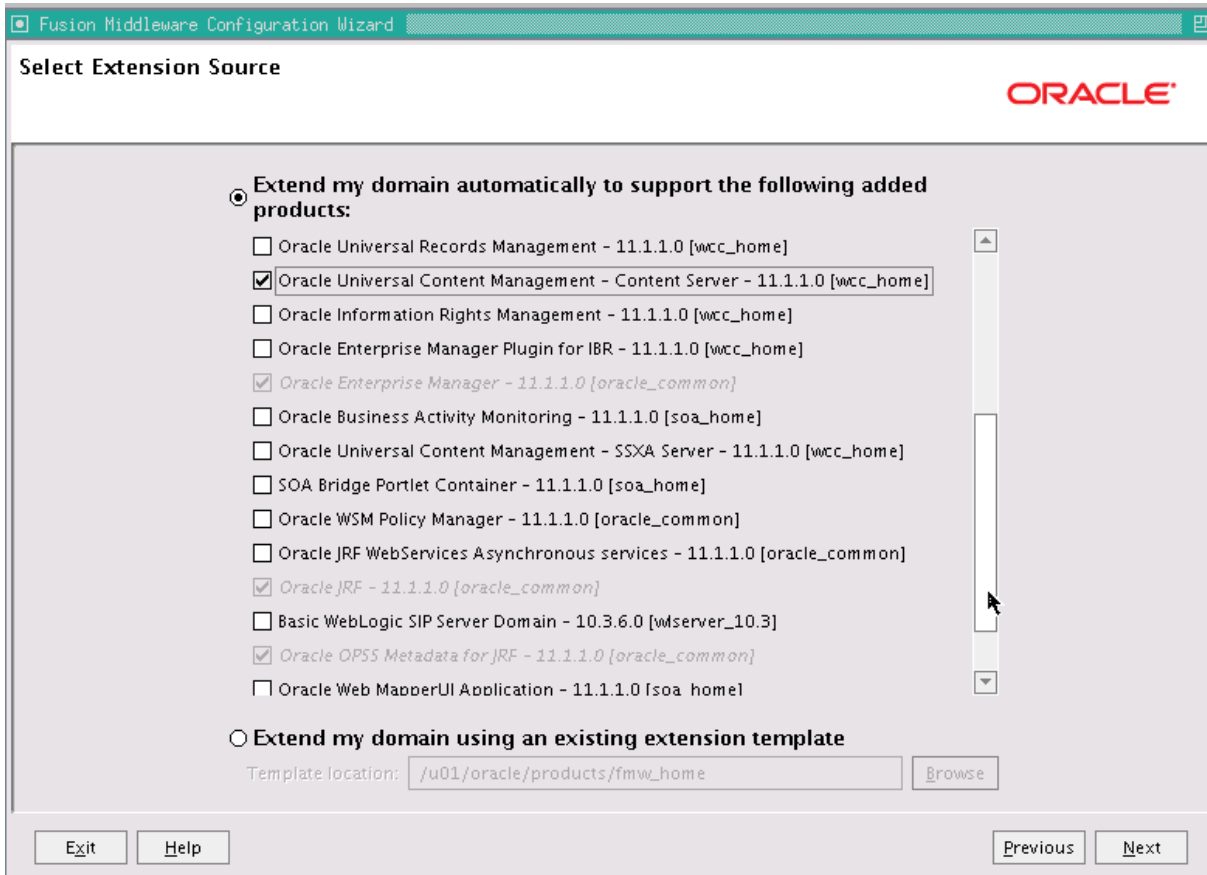 Fusion Middleware Configuration Wizard
Select Extension Source
ORACLE
Extend my domain automatically to support the following added
products:
Oracle Universal Records Management - 11.1.1.0 [wcc_home]
Oracle Universal Content Management - Content Server - 11.1.1.0 [wcc_home]
Oracle Information Rights Management - 11.1.1.0 [wcc_home]
Oracle Enterprise Manager Plugin for IBR - 11.1.1.0 [wcc_home]
Oracle Enterprise Manager - 11.1.1.0 [oracle_common]
Oracle Business Activity Monitoring - 11.1.1.0 [soa_home]
Oracle Universal Content Management - SSXA Server - 11.1.1.0 [wcc_home]
SOA Bridge Portlet Container - 11.1.1.0 [soa_home]
Oracle WSM Policy Manager - 11.1.1.0 [oracle_common]
Oracle JRF WebServices Asynchronous services - 11.1.1.0 [oracle_common]
Oracle JRF - 11.1.1.0 [oracle_common]
Basic WebLogic SIP Server Domain - 10.3.6.0 [wlserver_10.3]
Oracle OPSS Metadata for JRF - 11.1.1.0 [oracle_common]
Oracle Web MapperUI Application - 11.1.1.0 [soa_home]
Extend my domain using an existing extension template
Template location: /u01/oracle/products/fmw_home Browse
Exit Help Previous Next